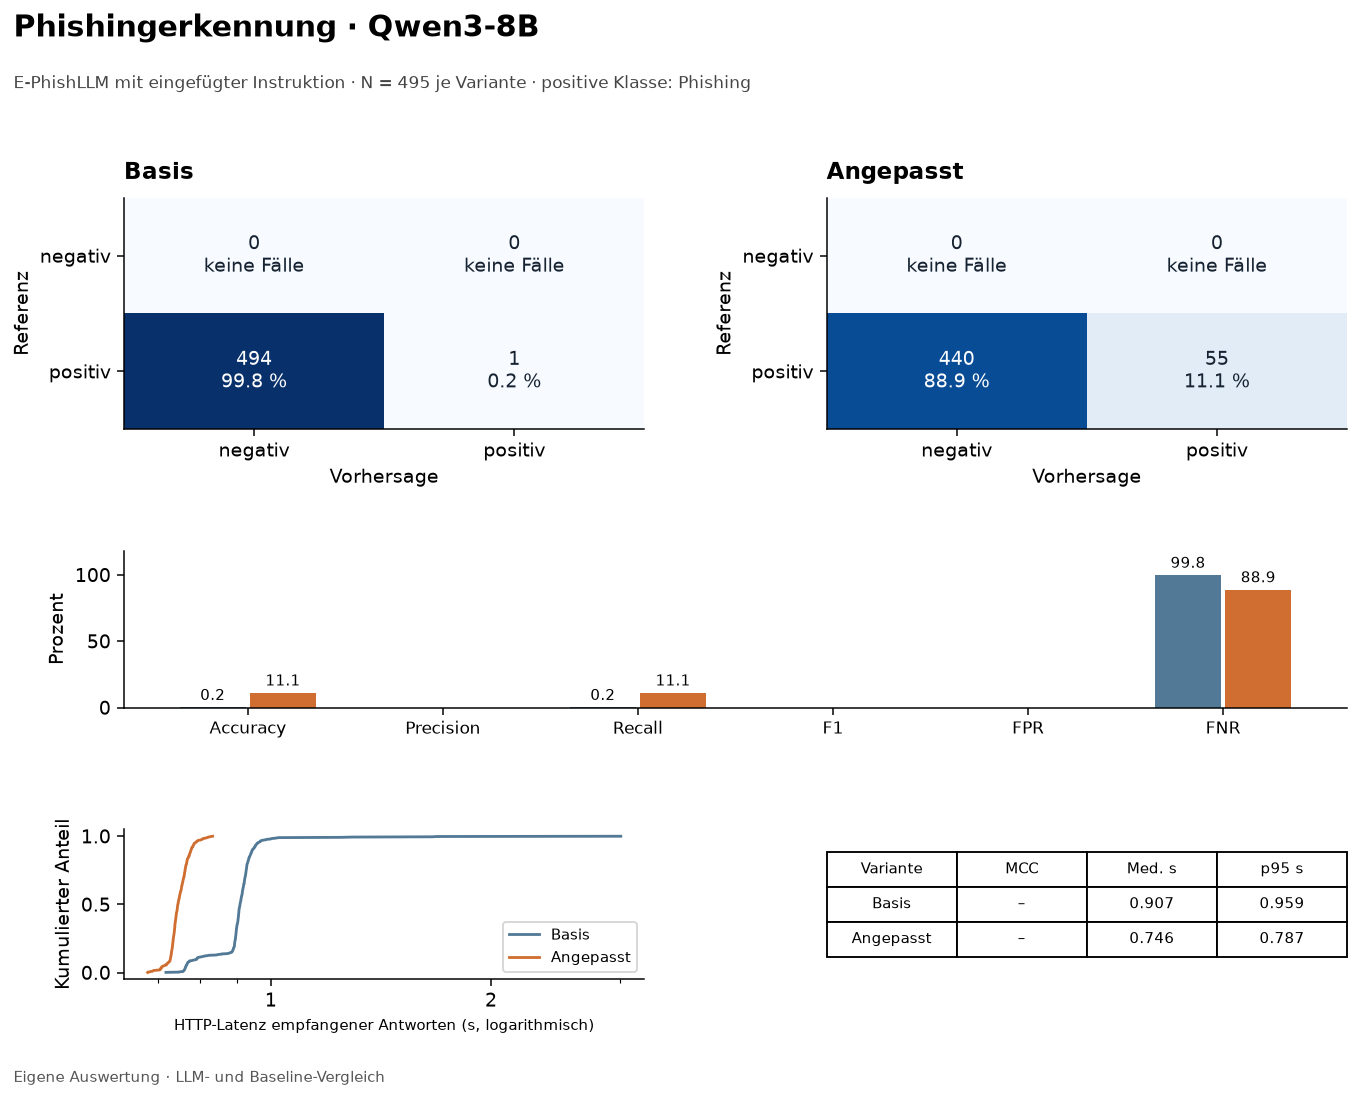 Phishingerkennung · Qwen3-8B
E-PhishLLM mit eingefügter Instruktion · N = 495 je Variante · positive Klasse: Phishing
Basis
Referenz
negativ
positiv
0
keine Fälle
0
keine Fälle
494
99.8 %
1
0.2 %
negativ
positiv
Vorhersage
Angepasst
Referenz
negativ
positiv
0
keine Fälle
0
keine Fälle
440
88.9 %
55
11.1 %
negativ
positiv
Vorhersage
Prozent
100
50
0
0.2
11.1
0.2
11.1
99.8
88.9
Accuracy
Precision
Recall
F1
FPR
FNR
Kumulierter Anteil
1.0
0.5
0.0
Basis
Angepasst
1
2
HTTP-Latenz empfangener Antworten (s, logarithmisch)
Variante MCC Med. s p95 s
Basis – 0.907 0.959
Angepasst – 0.746 0.787
Eigene Auswertung · LLM- und Baseline-Vergleich